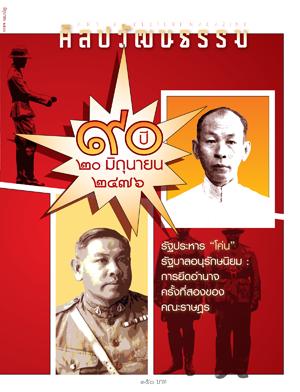 ศิลปวัฒนธรรม
๙๐ ปี
๒๐ มิถุนายน
๒๔๗๖
รัฐประหาร “โค่น”
รัฐบาลอนุรักษนิยม :
การยึดอำนาจ
ครั้งที่สองของ
คณะราษฎร